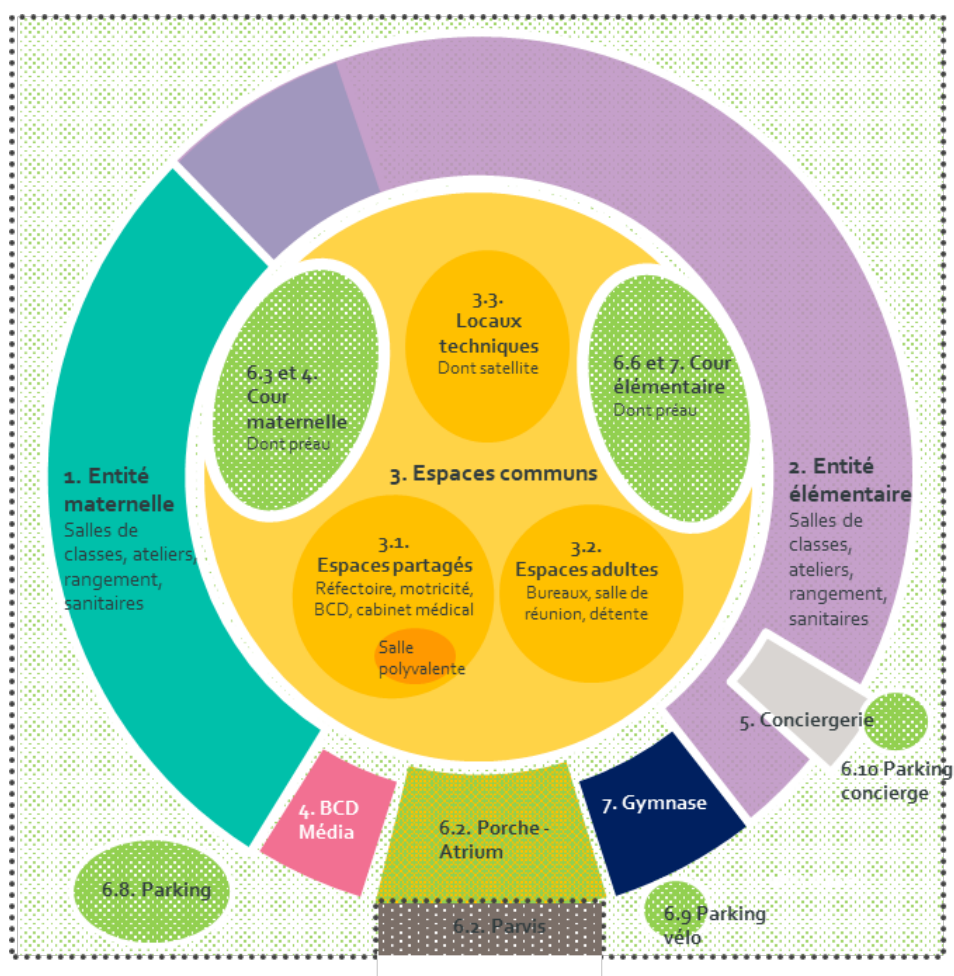 3.3.
Locaux
techniques
Dont satellite
6.3 et 4.
Cour
maternelle
Dont préau
6.6 et 7. Cour
élémentaire
Dont préau
3. Espaces communs
1. Entité
maternelle
Salles de
classes, ateliers,
rangement,
sanitaires
2. Entité
élémentaire
Salles de
classes,
ateliers,
rangement,
sanitaires
3.1.
Espaces partagés
Réfectoire, motricité,
BCD, cabinet médical
Salle
polyvalente
3.2.
Espaces adultes
Bureaux, salle de
réunion, détente
5. Conciergerie
6.10 Parking
concierge
4. BCD
Média
6.2. Porche -
Atrium
7. Gymnase
6.8. Parking
6.2. Parvis
6.9 Parking
vélo